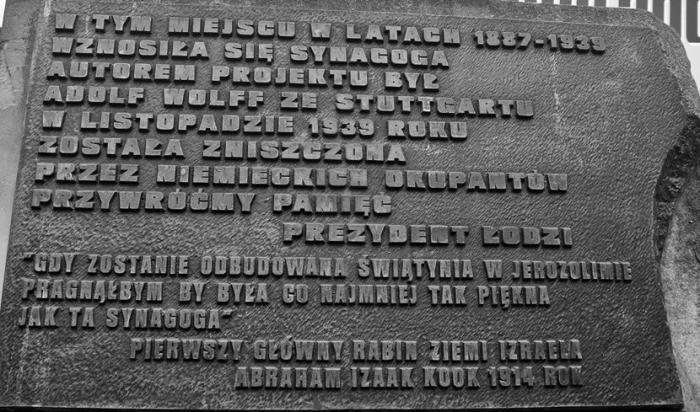 W TYM MIEJSCU W LATACH 1887-1939
WZNOSIŁA SIĘ SYNAGOGA
AUTOREM PROJEKTU BYŁ
ADOLF WOLFF ZE STUTTGARTU
W LISTOPADZIE 1939 ROKU
ZOSTAŁA ZNISZCZONA
PRZEZ NIEMIECKICH OKUPANTÓW
PRZYWRÓĆMY PAMIĘĆ
PREZYDENT ŁODZI
"GDY ZOSTANIE ODBUDOWANA ŚWIĄTYNIA W JEROZOLIMIE
PRAGNĄŁBYM BY BYŁA CO NAJMNIEJ TAK PIĘKNA
JAK TA SYNAGOGA"
PIERWSZY GŁÓWNY RABIN ZIEMI IZRAELA
ABRAHAM IZAAK KOOK 1914 ROK